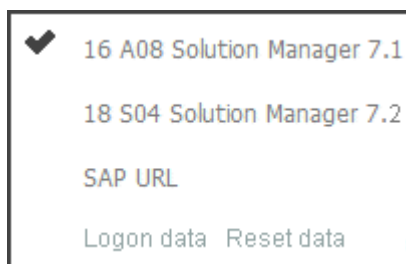 16 A08 Solution Manager 7.1
18 S04 Solution Manager 7.2
SAP URL
Logon data Reset data